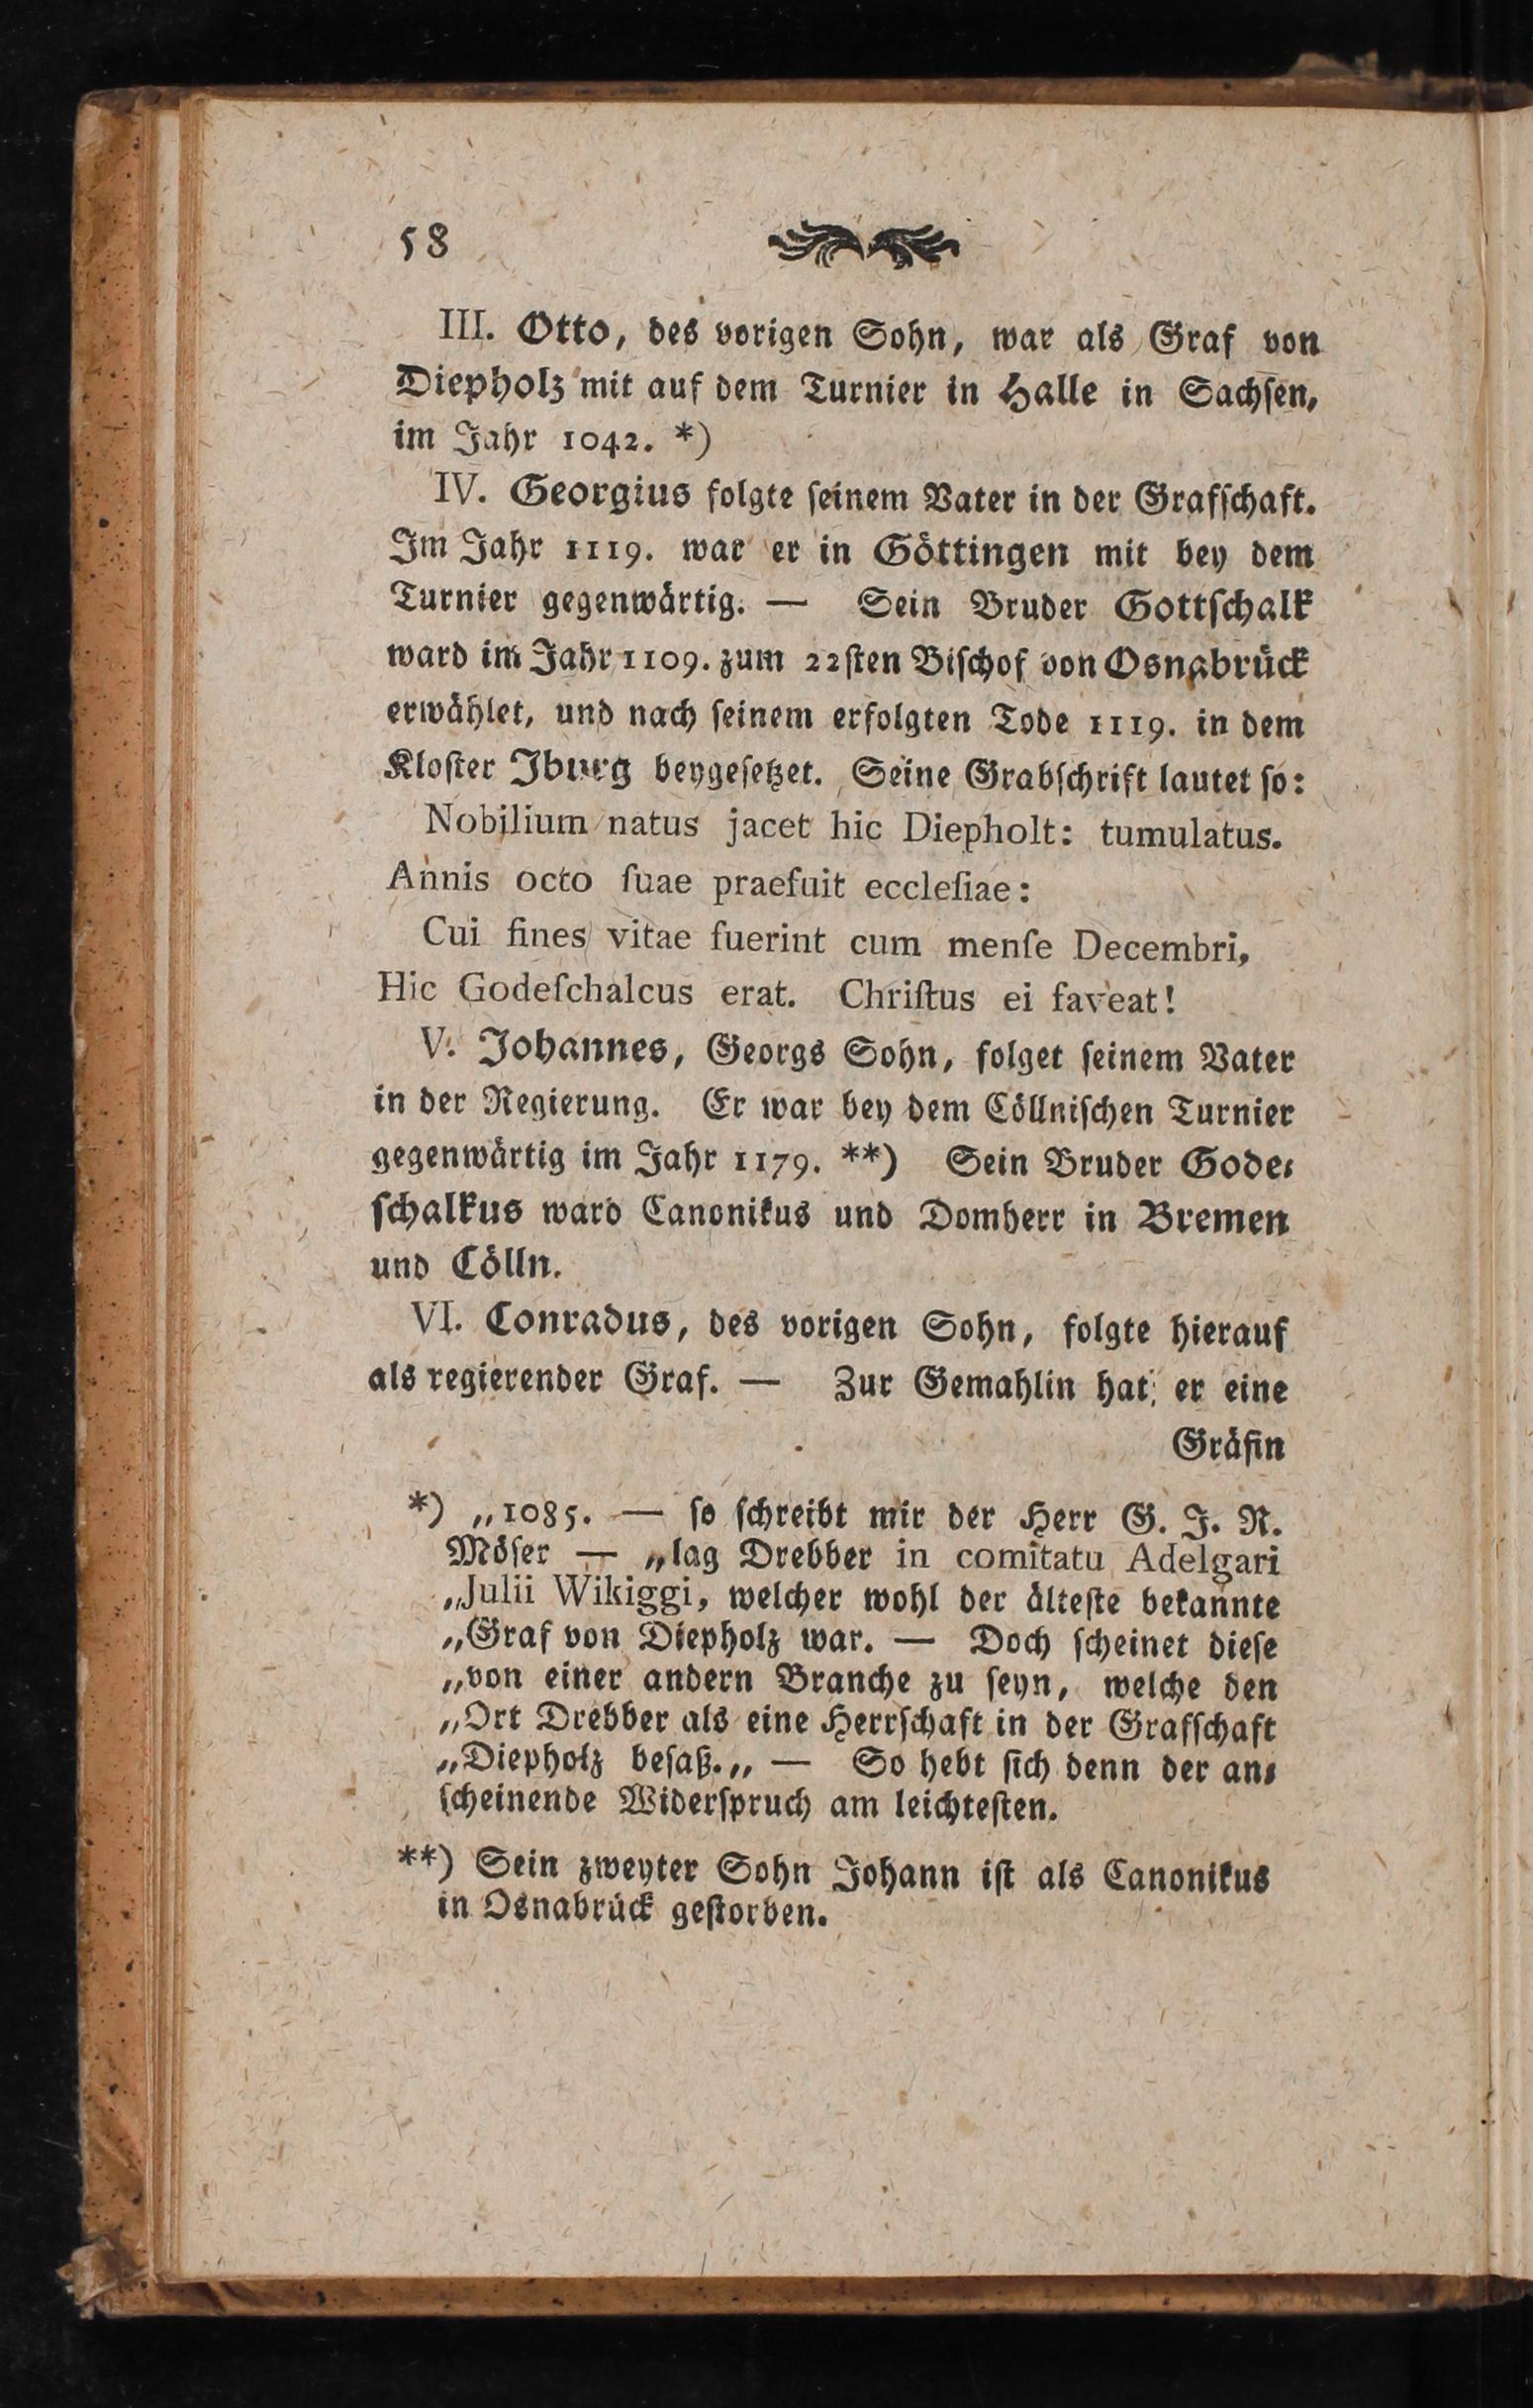 58
III. Otto, des vorigen Sohn, war als Graf von
Diepholz mit auf dem Turnier in Halle in Sachſen,
im Jahr 1042. *)
IV. Georgius folgte ſeinem Vater in der Grafſchaft.
Im Jahr 1119. war er in Göttingen mit bey dem
Turnier gegenwärtig. — Sein Bruder Gottſchalk
ward im Jahr 1109. zum 22ſten Biſchof von Osnabrück
erwählet, und nach ſeinem erfolgten Tode 1119. in dem
Kloſter Iburg beygeſetzet. Seine Grabſchrift lautet ſo:
Nobilium natus jacet hic Diepholt: tumulatus.
Annis octo ſuae praefuit eccleſiae:
Cui fines vitae fuerint cum menſe Decembri,
Hic Godeſchalcus erat. Chriſtus ei faveat!
V. Johannes, Georgs Sohn, folget ſeinem Vater
in der Regierung. Er war bey dem Cöllniſchen Turnier
gegenwärtig im Jahr 1179. **) Sein Bruder Gode⸗
ſchalkus ward Canonikus und Domherr in Bremen
und Cölln.
VI. Conradus, des vorigen Sohn, folgte hierauf
als regierender Graf. — Zur Gemahlin hat er eine
Gräfin
*) „1085. — ſo ſchreibt mir der Herr G. J. R.
Möſer — „lag Drebber in comitatu Adelgari
„Julii Wikiggi, welcher wohl der älteſte bekannte
„Graf von Diepholz war. — Doch ſcheinet dieſe
„von einer andern Branche zu ſeyn, welche den
„Ort Drebber als eine Herrſchaft in der Grafſchaft
„Diepholz beſaß.„ — So hebt ſich denn der an⸗
ſcheinende Widerſpruch am leichteſten.
**) Sein zweyter Sohn Johann iſt als Canonikus
in Osnabrück geſtorben.